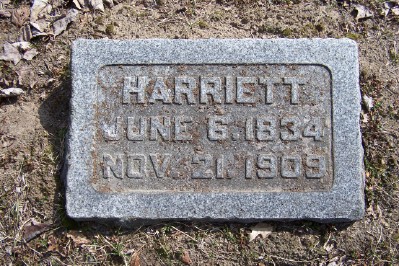 HARRIETT
JUNE 6. 1834
NOV. 21. 1909